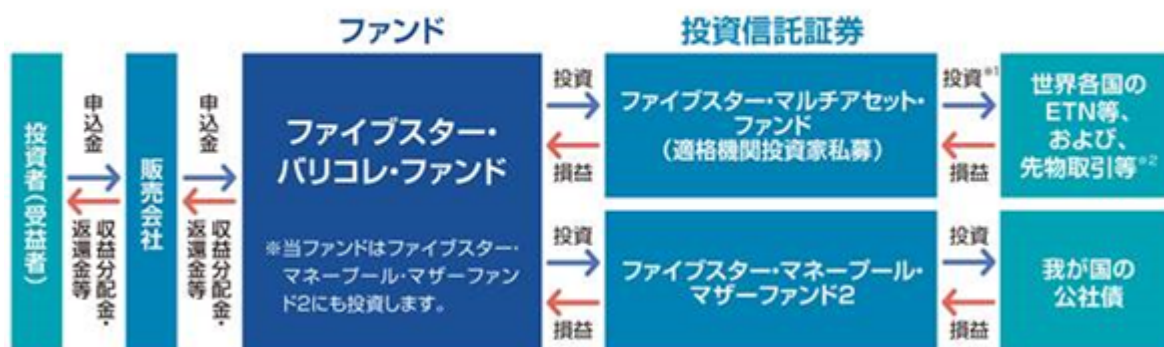 ファンド
投資信託証券
投資者(受益者)
申込金
収益分配金・
返還金等
販売会社
申込金
収益分配金・
返還金等
ファイブスター・
バリコレ・ファンド
※当ファンドはファイブスター・
マネープール・マザーファン
ド2にも投資します。
投資
損益
ファイブスター・マルチアセット・
ファンド
(適格機関投資家私募)
投資※1
損益
世界各国の
ETN等、
および、
先物取引等※2
投資
損益
ファイブスター・マネープール・
マザーファンド2
投資
損益
我が国の
公社債